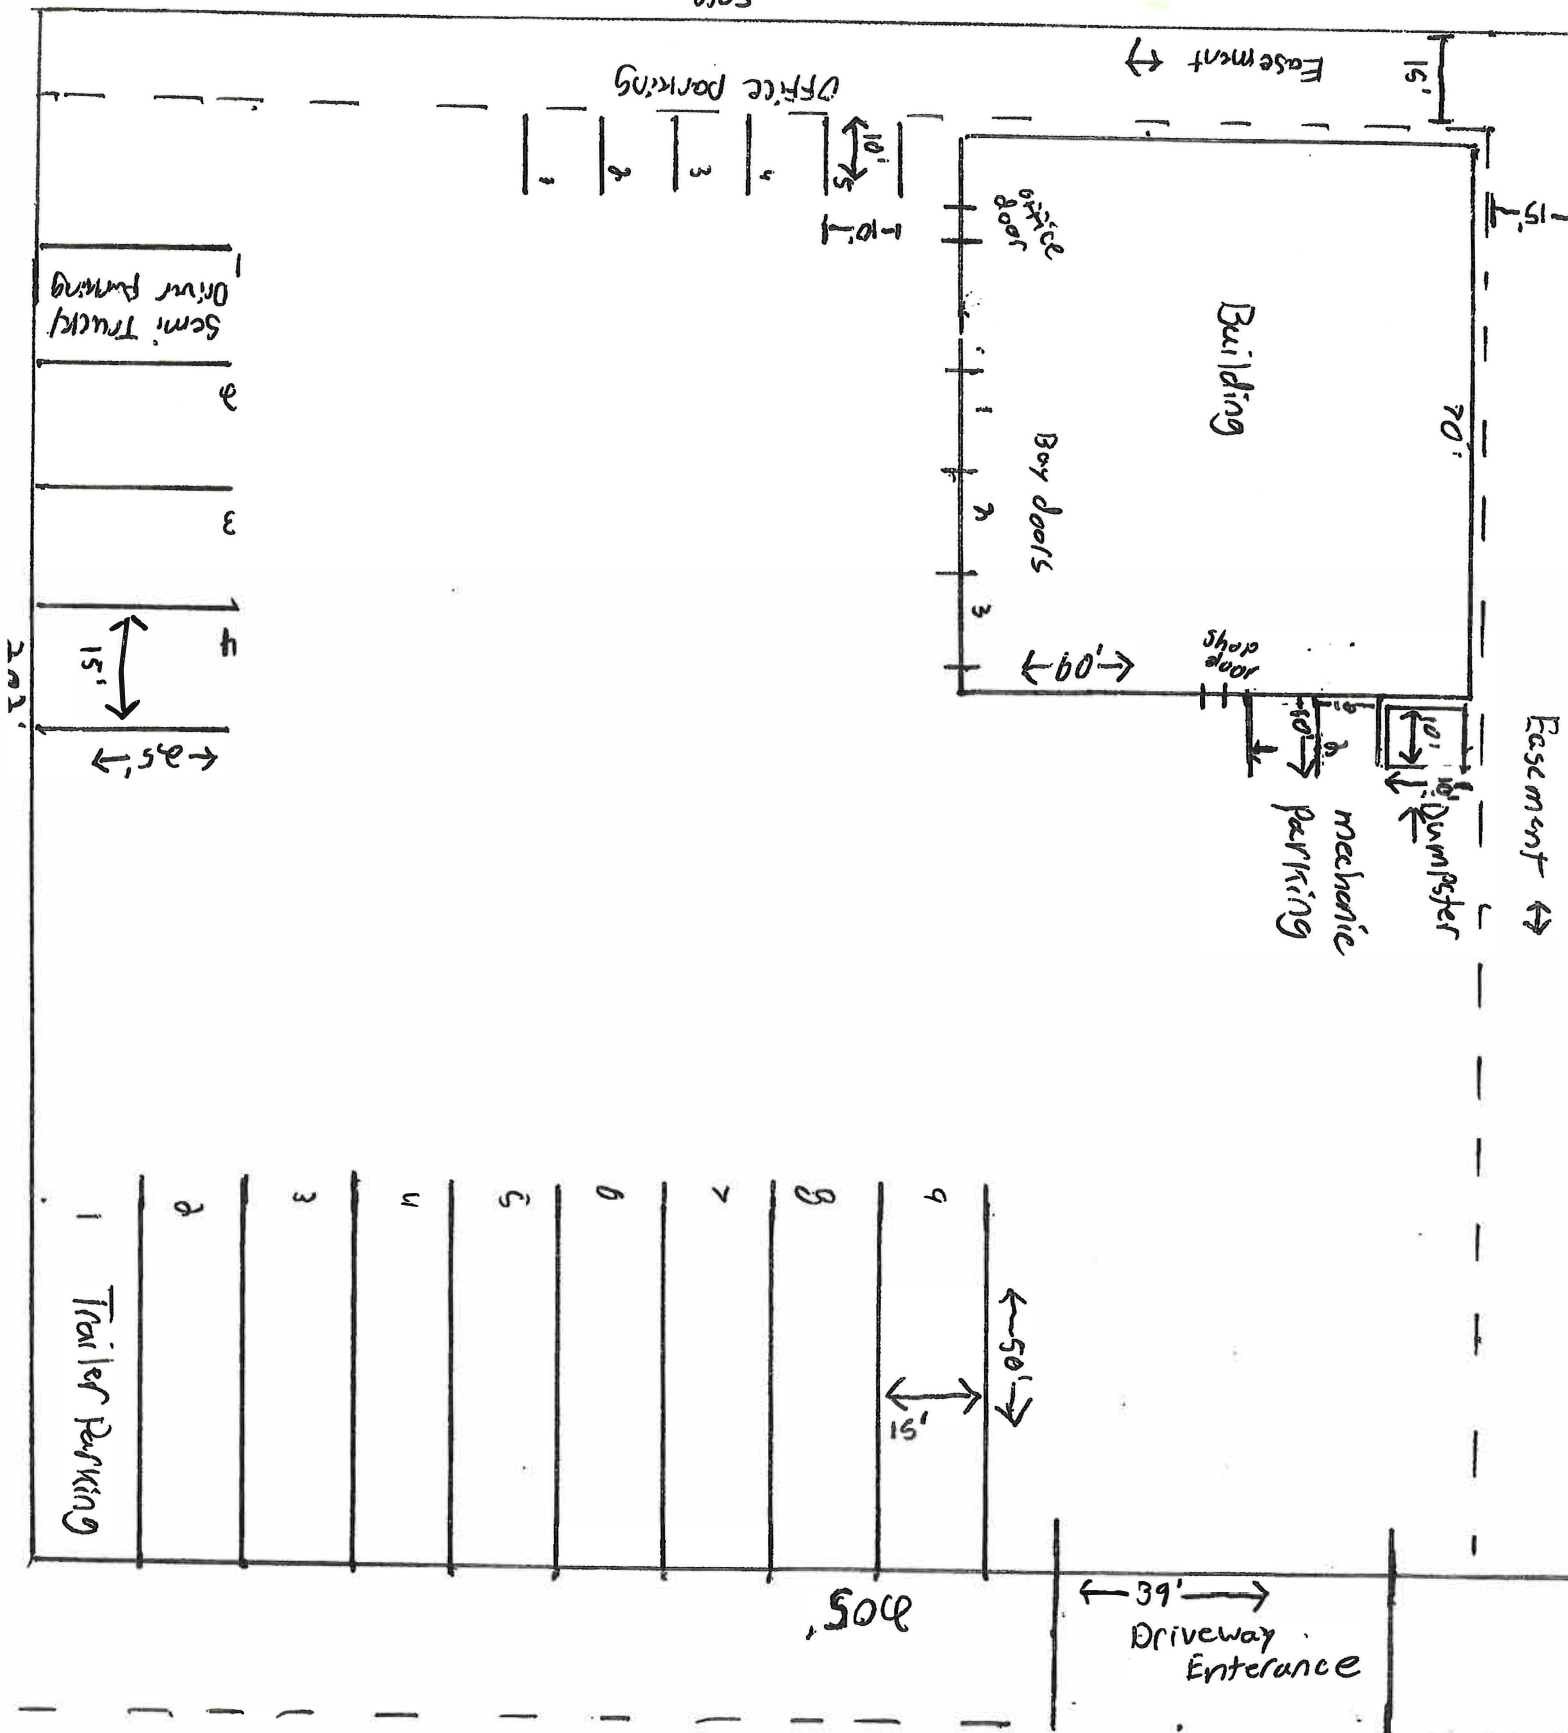 Easement
15'
Office parking
10'
1
2
3
4
5
10'
15'
office
door
Building
70'
Semi Truck/
Driver Parking
1
2
3
4
15'
25'
202'
Bay doors
1
2
3
60'
door
10'
1
2
mechanic
parking
10'
10'
Dumpster
Easement
1
2
3
4
5
6
7
8
9
Trailer Parking
50'
15'
205'
39'
Driveway
Enterance